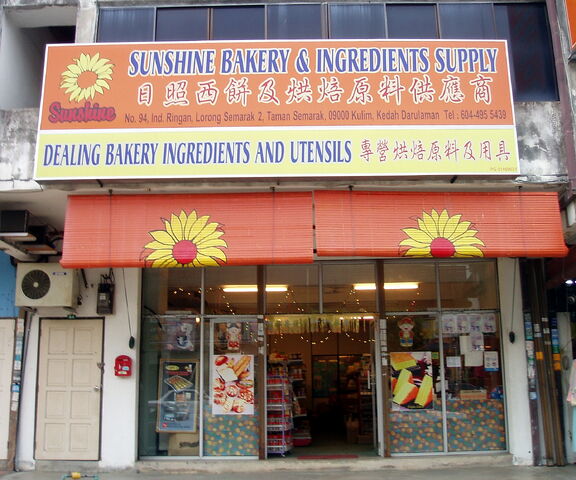 SUNSHINE BAKERY & INGREDIENTS SUPPLY
日照西餅及烘焙原料供應商
Sunshine
No. 94, Ind. Ringan, Lorong Semarak 2, Taman Semarak, 09000 Kulim, Kedah Darulaman Tel : 604-495 5439
DEALING BAKERY INGREDIENTS AND UTENSILS 專營烘焙原料及用具